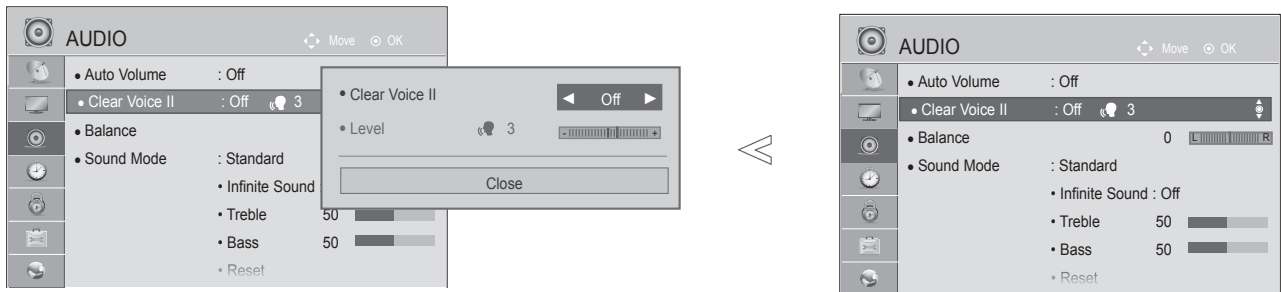 AUDIO
Move OK
• Auto Volume : Off
• Clear Voice II : Off 3
• Balance
• Sound Mode : Standard
• Infinite Sound :
• Treble 50
• Bass 50
• Reset
• Clear Voice II ◀ Off ▶
• Level 3 - +
Close
AUDIO
Move OK
• Auto Volume : Off
• Clear Voice II : Off 3
• Balance 0 L R
• Sound Mode : Standard
• Infinite Sound : Off
• Treble 50
• Bass 50
• Reset